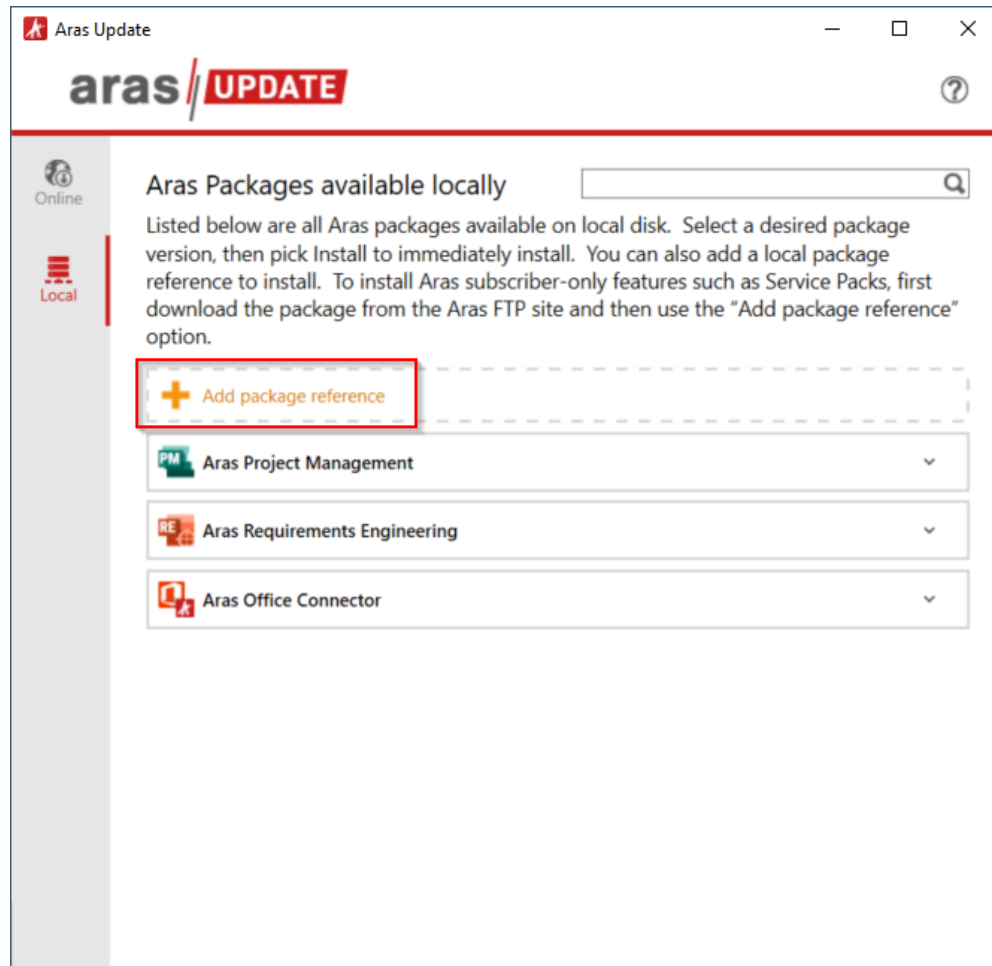 Aras Update
aras UPDATE
?
Online
Local
Aras Packages available locally
Listed below are all Aras packages available on local disk. Select a desired package
version, then pick Install to immediately install. You can also add a local package
reference to install. To install Aras subscriber-only features such as Service Packs, first
download the package from the Aras FTP site and then use the “Add package reference”
option.
Add package reference
PM Aras Project Management
RE Aras Requirements Engineering
Aras Office Connector